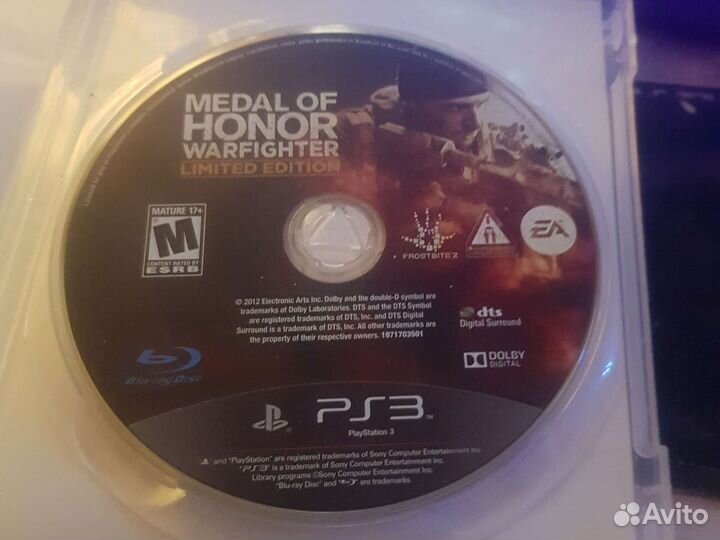 MEDAL OF
HONOR
WARFIGHTER
LIMITED EDITION
MATURE 17+
M
CONTENT RATED BY
ESRB
FROSTBITE 2
EA
© 2012 Electronic Arts Inc. Dolby and the double-D symbol are
trademarks of Dolby Laboratories. DTS and the DTS Symbol
are registered trademarks of DTS, Inc. and DTS Digital
Surround is a trademark of DTS, Inc. All other trademarks are
the property of their respective owners. 1971703501
dts
Digital Surround
Blu-ray Disc
DOLBY
DIGITAL
PS3™
PlayStation 3
and "PlayStation" are registered trademarks of Sony Computer Entertainment Inc.
"PS3" is a trademark of Sony Computer Entertainment Inc.
Library programs ©Sony Computer Entertainment Inc.
"Blu-ray Disc" and are trademarks.
Avito